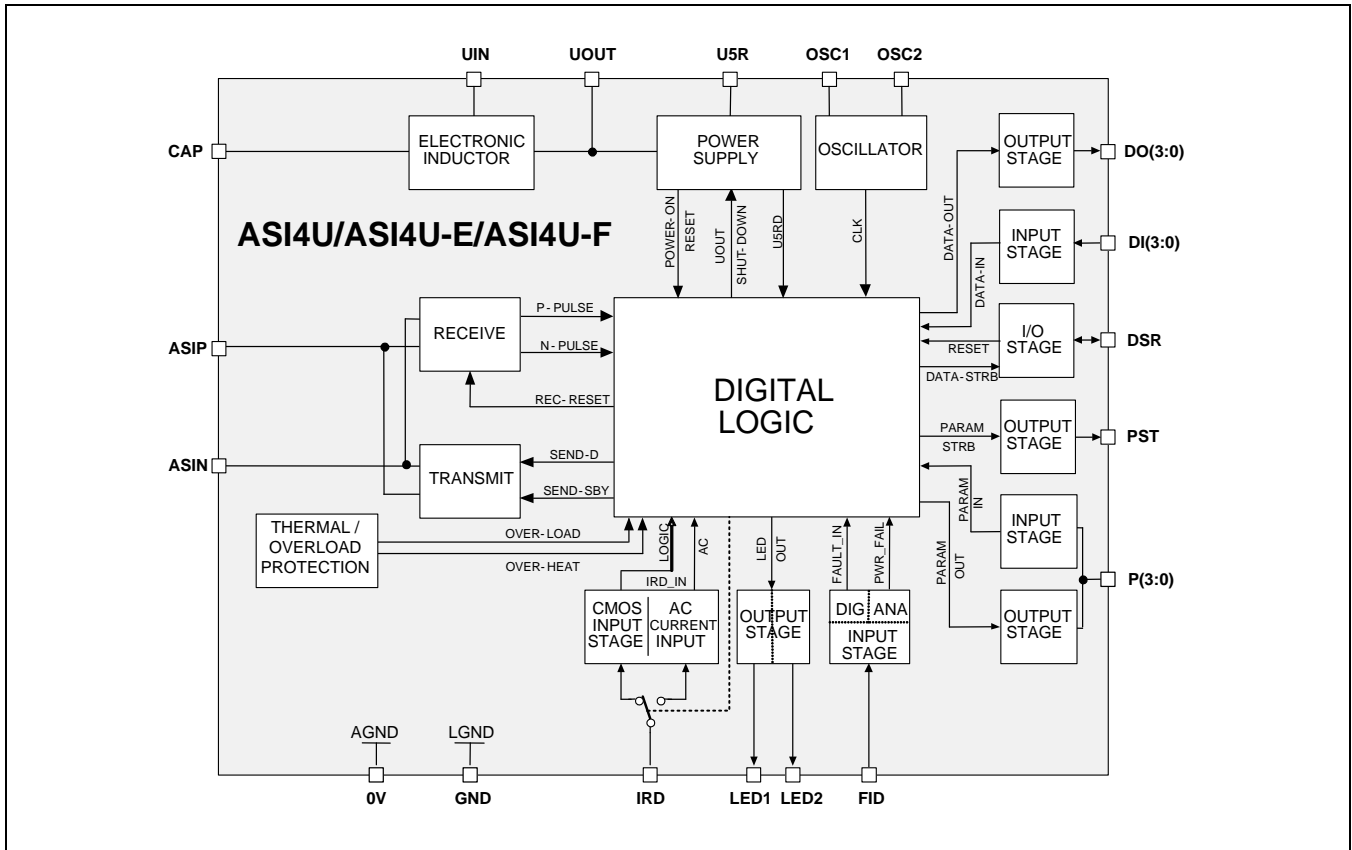 UIN UOUT U5R OSC1 OSC2
CAP
ELECTRONIC
INDUCTOR
POWER
SUPPLY
OSCILLATOR
OUTPUT
STAGE
DO(3:0)
ASI4U/ASI4U-E/ASI4U-F
POWER-ON
RESET
UOUT
SHUT-DOWN
U5RD
CLK
DATA-OUT
DATA-IN
INPUT
STAGE
DI(3:0)
ASIP
RECEIVE
P-PULSE
N-PULSE
REC-RESET
DIGITAL
LOGIC
RESET
DATA-STRB
I/O
STAGE
DSR
PARAM
STRB
OUTPUT
STAGE
PST
ASIN
TRANSMIT
SEND-D
SEND-SBY
PARAM
IN
INPUT
STAGE
THERMAL /
OVERLOAD
PROTECTION
OVER-LOAD
OVER-HEAT
LOGIC
AC
IRD_IN
LED
OUT
FAULT_IN
PWR_FAIL
PARAM
OUT
P(3:0)
CMOS
INPUT
STAGE
AC
CURRENT
INPUT
OUTPUT
STAGE
DIG ANA
INPUT
STAGE
OUTPUT
STAGE
AGND LGND
0V GND IRD LED1 LED2 FID